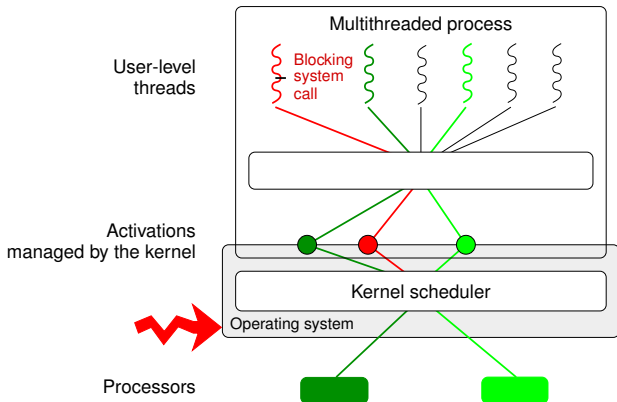 Multithreaded process
User-level
threads
Blocking
system
call
Activations
managed by the kernel
Kernel scheduler
Operating system
Processors